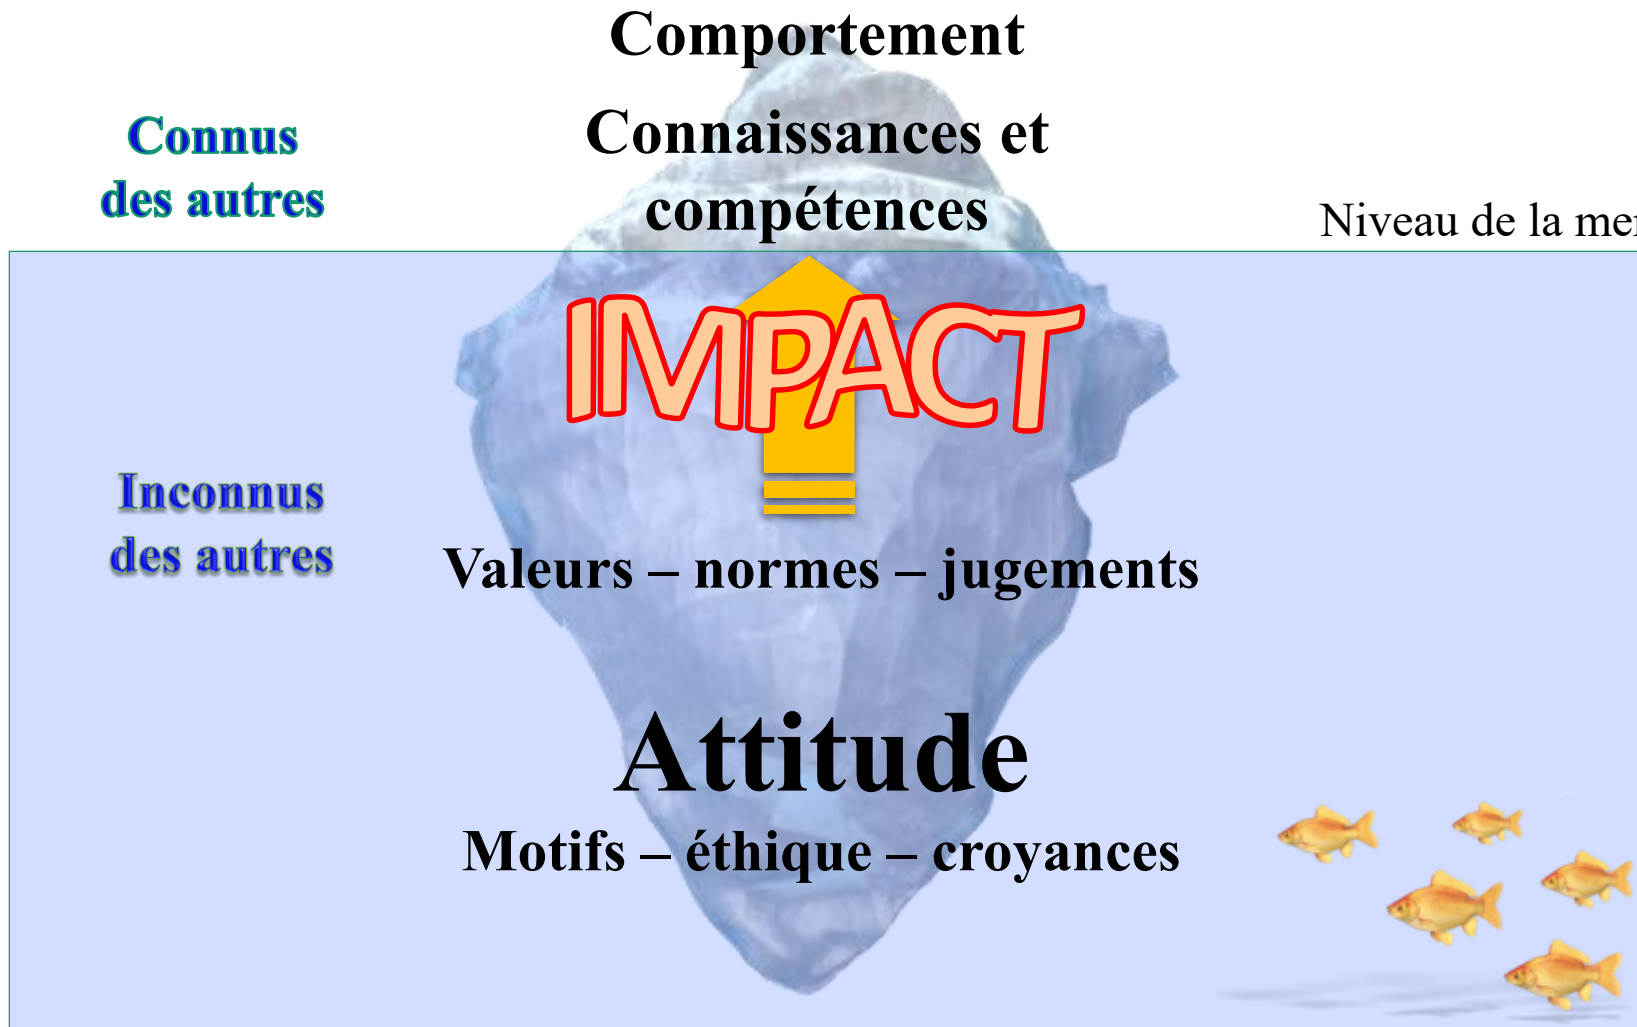 Comportement
Connus
des autres
Connaissances et
compétences
Niveau de la mer
IMPACT
Inconnus
des autres
Valeurs – normes – jugements
Attitude
Motifs – éthique – croyances